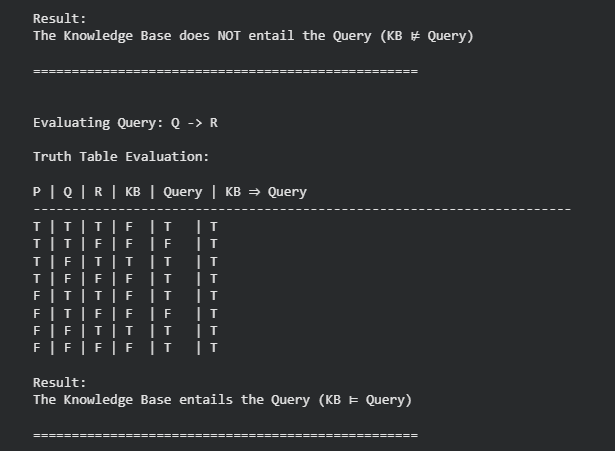 Result:
The Knowledge Base does NOT entail the Query (KB ⊭ Query)
==================================================
Evaluating Query: Q -> R
Truth Table Evaluation:
P | Q | R | KB | Query | KB ⇒ Query
----------------------------------------------------------------------
T | T | T | F  | T   | T
T | T | F | F  | F   | T
T | F | T | T  | T   | T
T | F | F | F  | T   | T
F | T | T | F  | T   | T
F | T | F | F  | F   | T
F | F | T | T  | T   | T
F | F | F | F  | T   | T
Result:
The Knowledge Base entails the Query (KB ⊨ Query)
==================================================